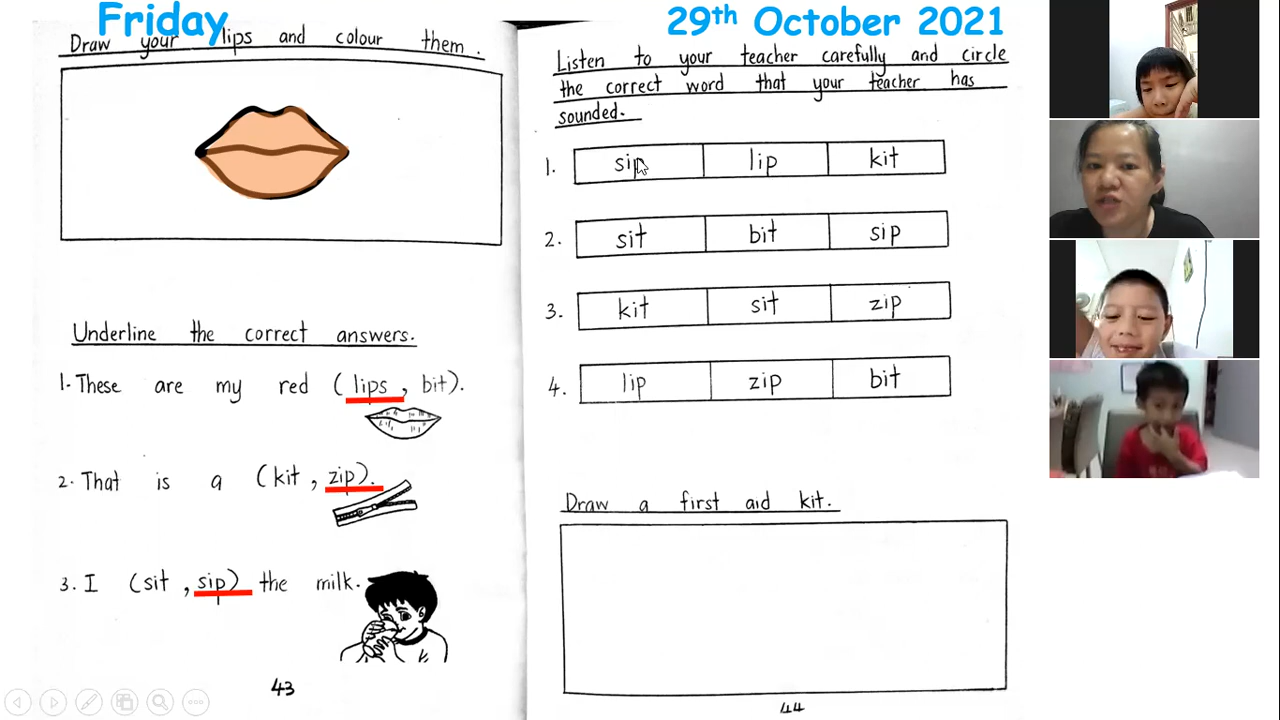 Friday
29th October 2021
Draw your lips and colour them.
Underline the correct answers.
1. These are my red (lips, bit).
2. That is a (kit, zip).
3. I (sit, sip) the milk.
43
Listen to your teacher carefully and circle
the correct word that your teacher has
sounded.
1. sip lip kit
2. sit bit sip
3. kit sit zip
4. lip zip bit
Draw a first aid kit.
44